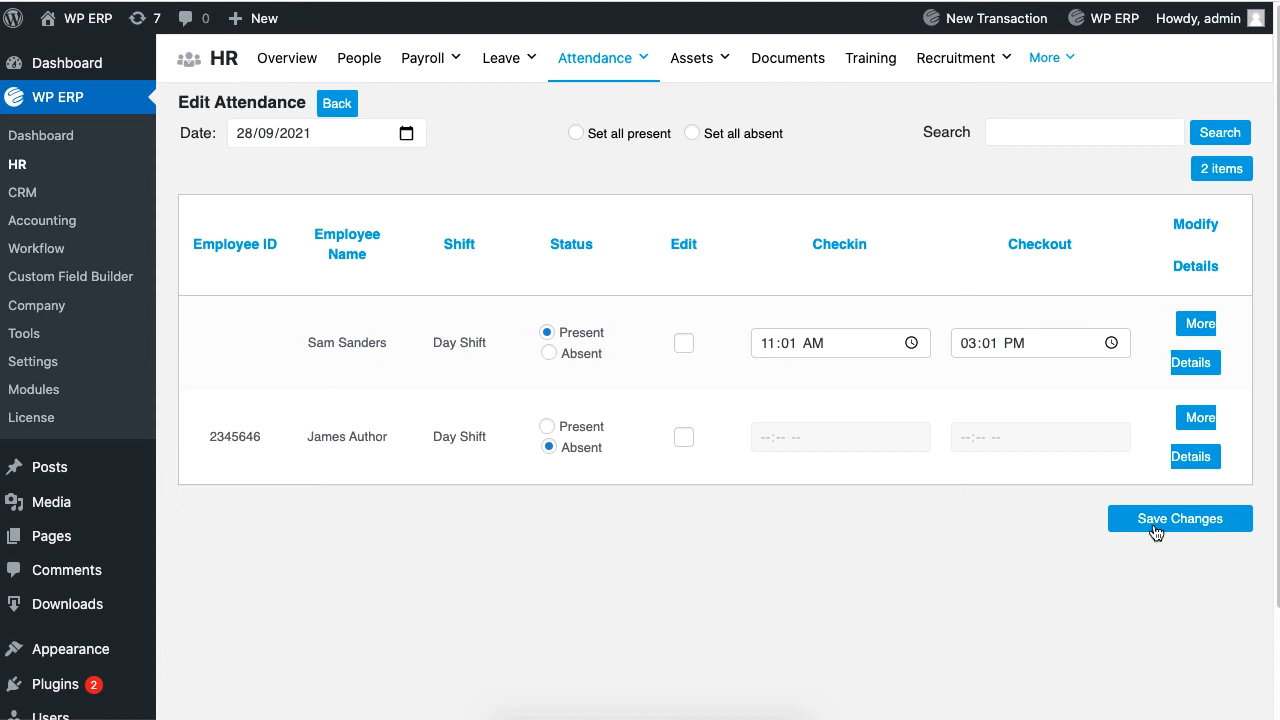 WP ERP 7 0 New New Transaction WP ERP Howdy, admin
Dashboard
WP ERP
Dashboard
HR
CRM
Accounting
Workflow
Custom Field Builder
Company
Tools
Settings
Modules
License
Posts
Media
Pages
Comments
Downloads
Appearance
Plugins 2
Users
HR Overview People Payroll Leave Attendance Assets Documents Training Recruitment More
Edit Attendance Back
Date: 28/09/2021 Set all present Set all absent Search Search
2 items
Employee ID Employee Name Shift Status Edit Checkin Checkout Modify Details
Sam Sanders Day Shift Present Absent 11:01 AM 03:01 PM More Details
2345646 James Author Day Shift Present Absent --:-- -- --:-- -- More Details
Save Changes